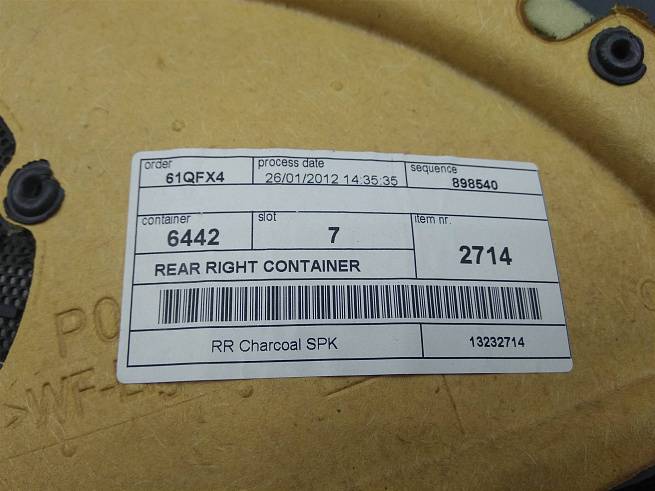 order process date sequence
61QFX4 26/01/2012 14:35:35 898540
container slot item nr.
6442 7 2714
REAR RIGHT CONTAINER
RR Charcoal SPK 13232714
PO